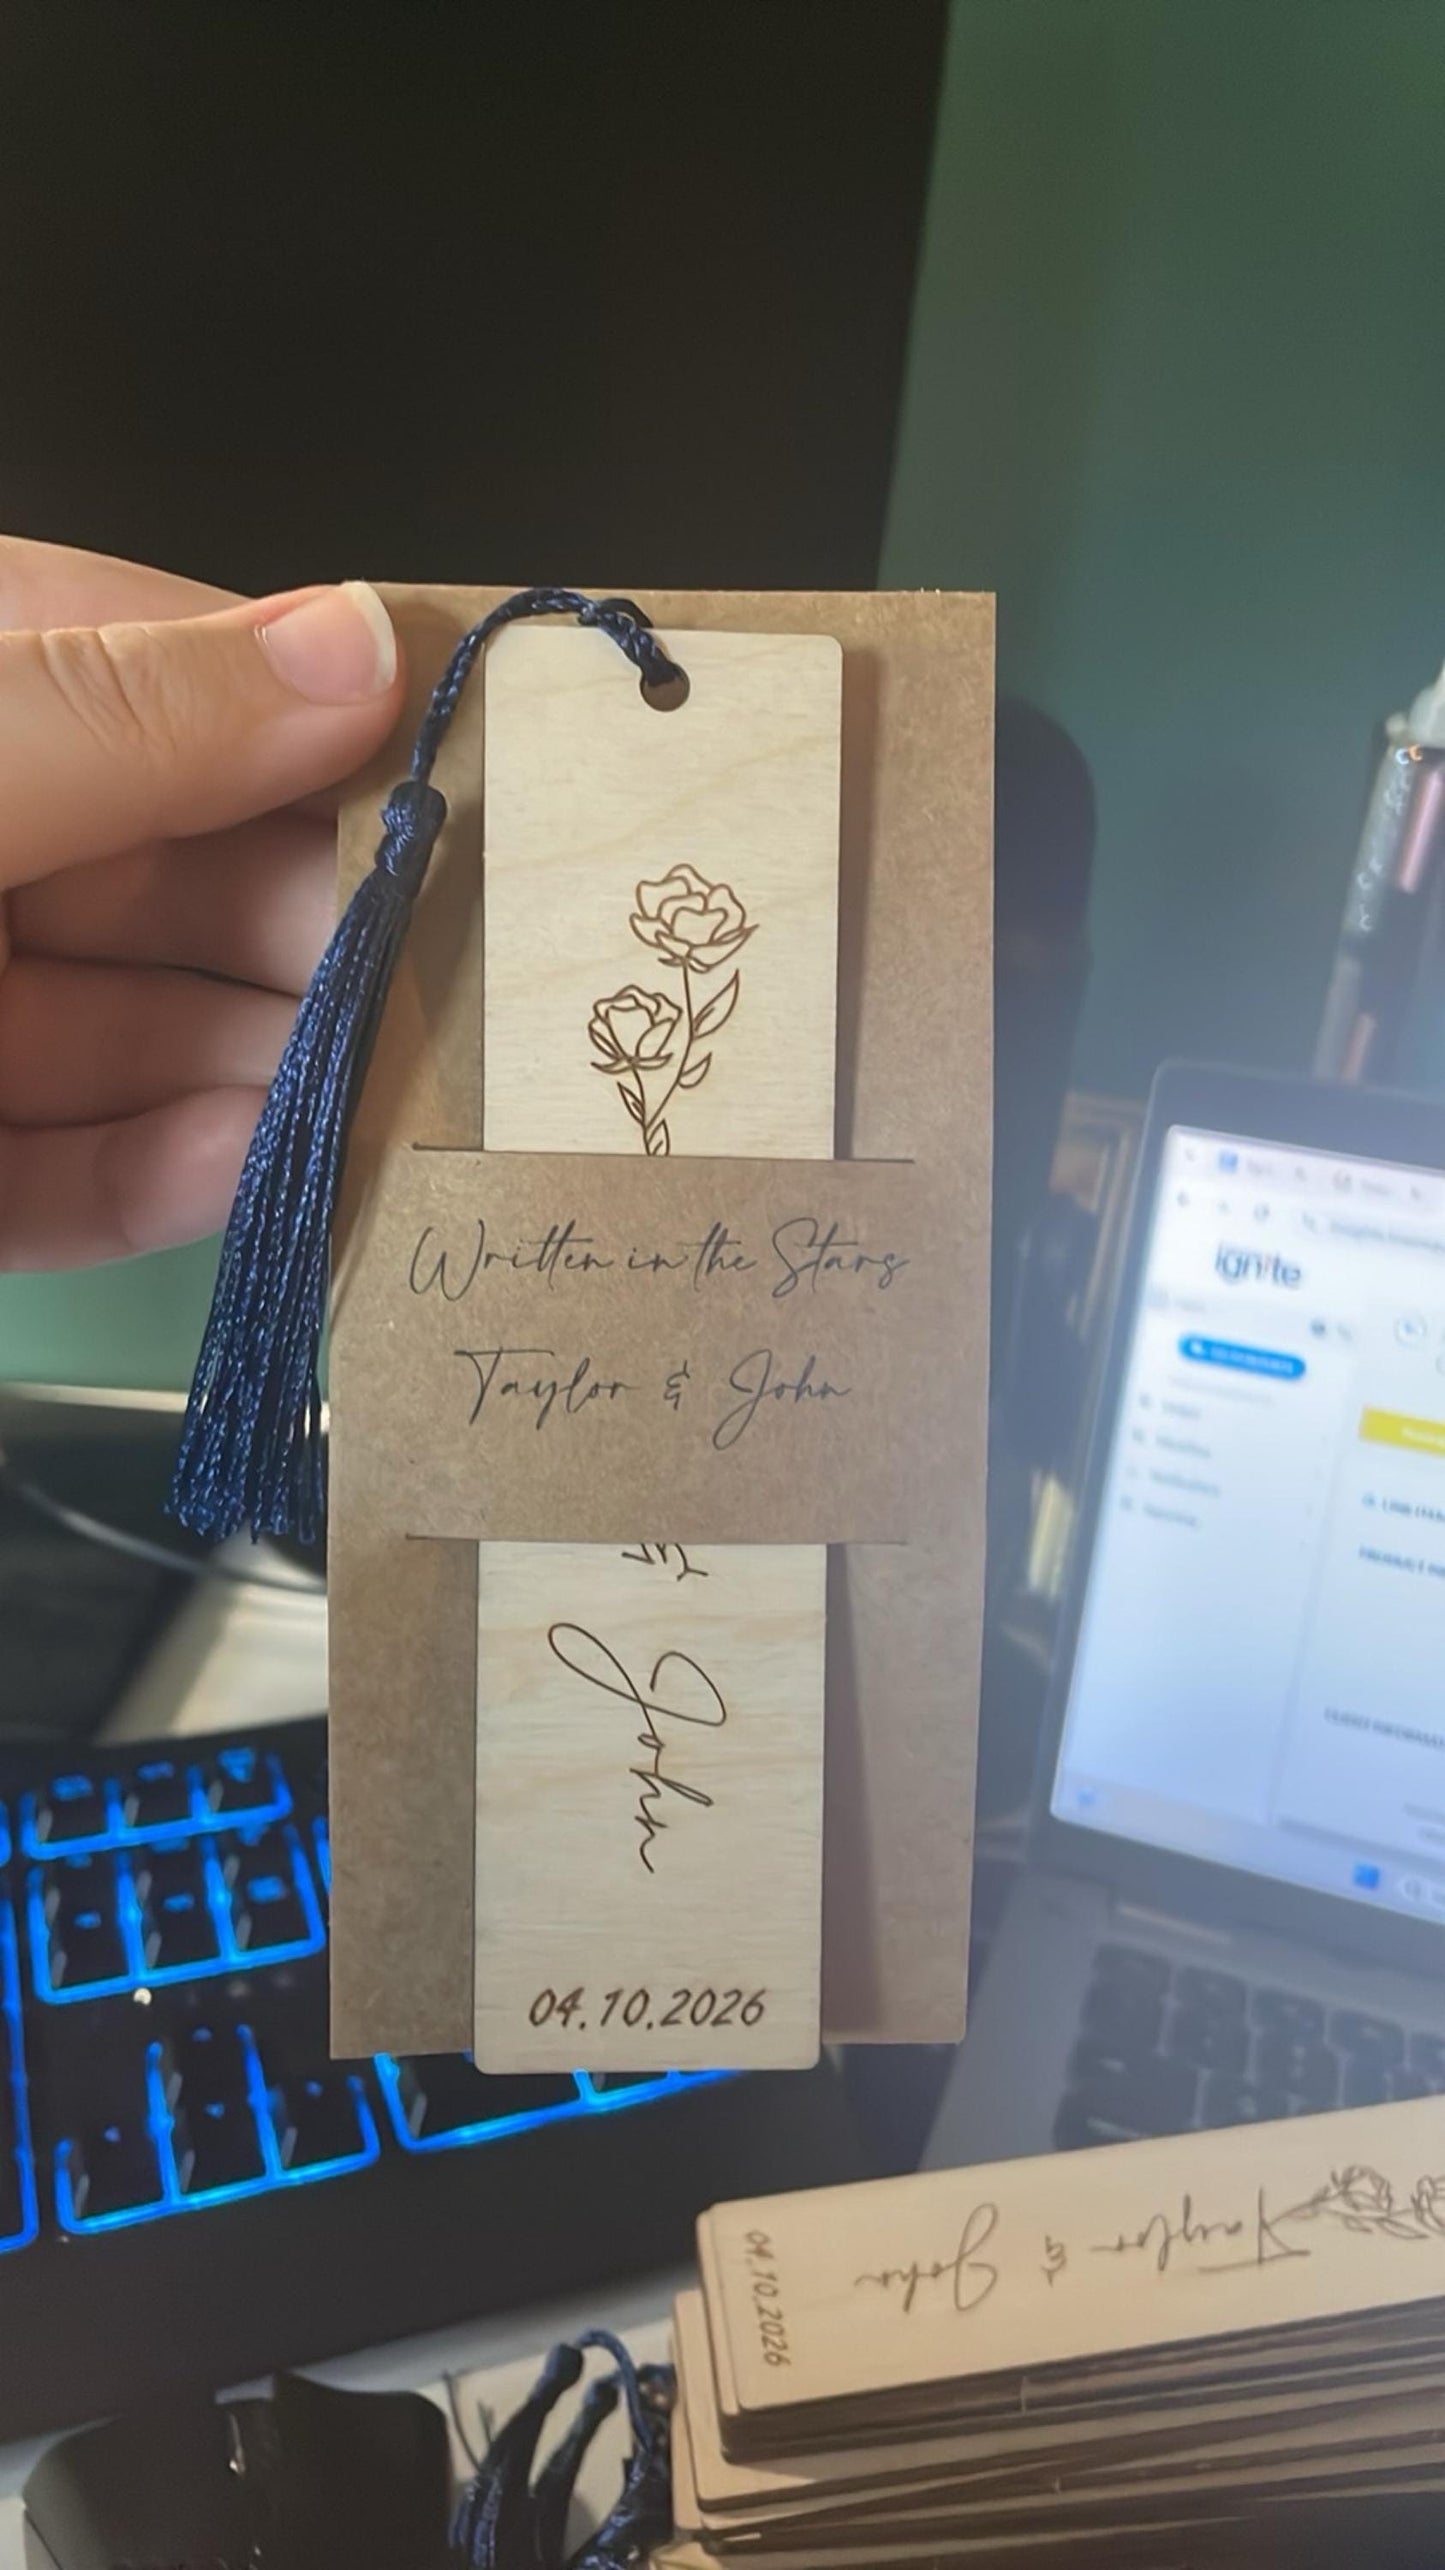 Written in the Stars
Taylor & John
&
John
04.10.2026
ignite
Taylor & John
04.10.2026